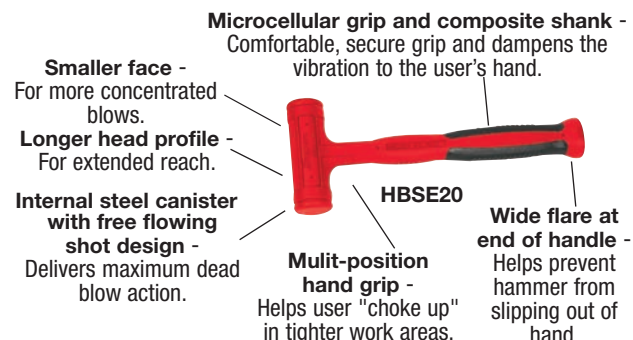 Microcellular grip and composite shank -
Comfortable, secure grip and dampens the
vibration to the user's hand.
Smaller face -
For more concentrated
blows.
Longer head profile -
For extended reach.
Internal steel canister
with free flowing
shot design -
Delivers maximum dead
blow action.
HBSE20
Mulit-position
hand grip -
Helps user "choke up"
in tighter work areas.
Wide flare at
end of handle -
Helps prevent
hammer from
slipping out of
hand